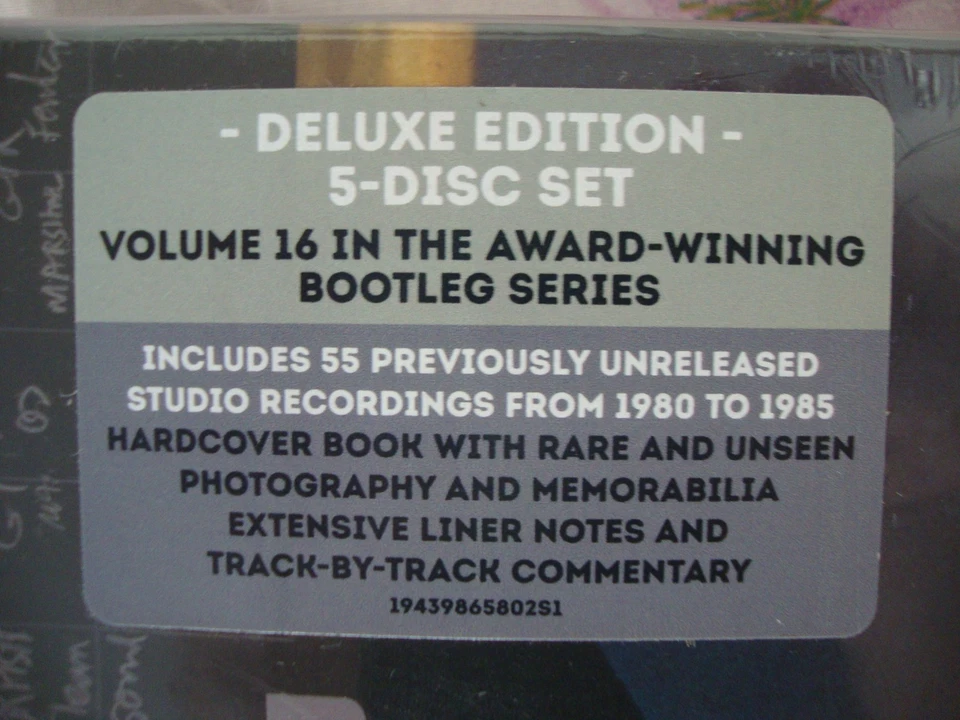 - DELUXE EDITION -
5-DISC SET
VOLUME 16 IN THE AWARD-WINNING
BOOTLEG SERIES
INCLUDES 55 PREVIOUSLY UNRELEASED
STUDIO RECORDINGS FROM 1980 TO 1985
HARDCOVER BOOK WITH RARE AND UNSEEN
PHOTOGRAPHY AND MEMORABILIA
EXTENSIVE LINER NOTES AND
TRACK-BY-TRACK COMMENTARY
19439865802S1